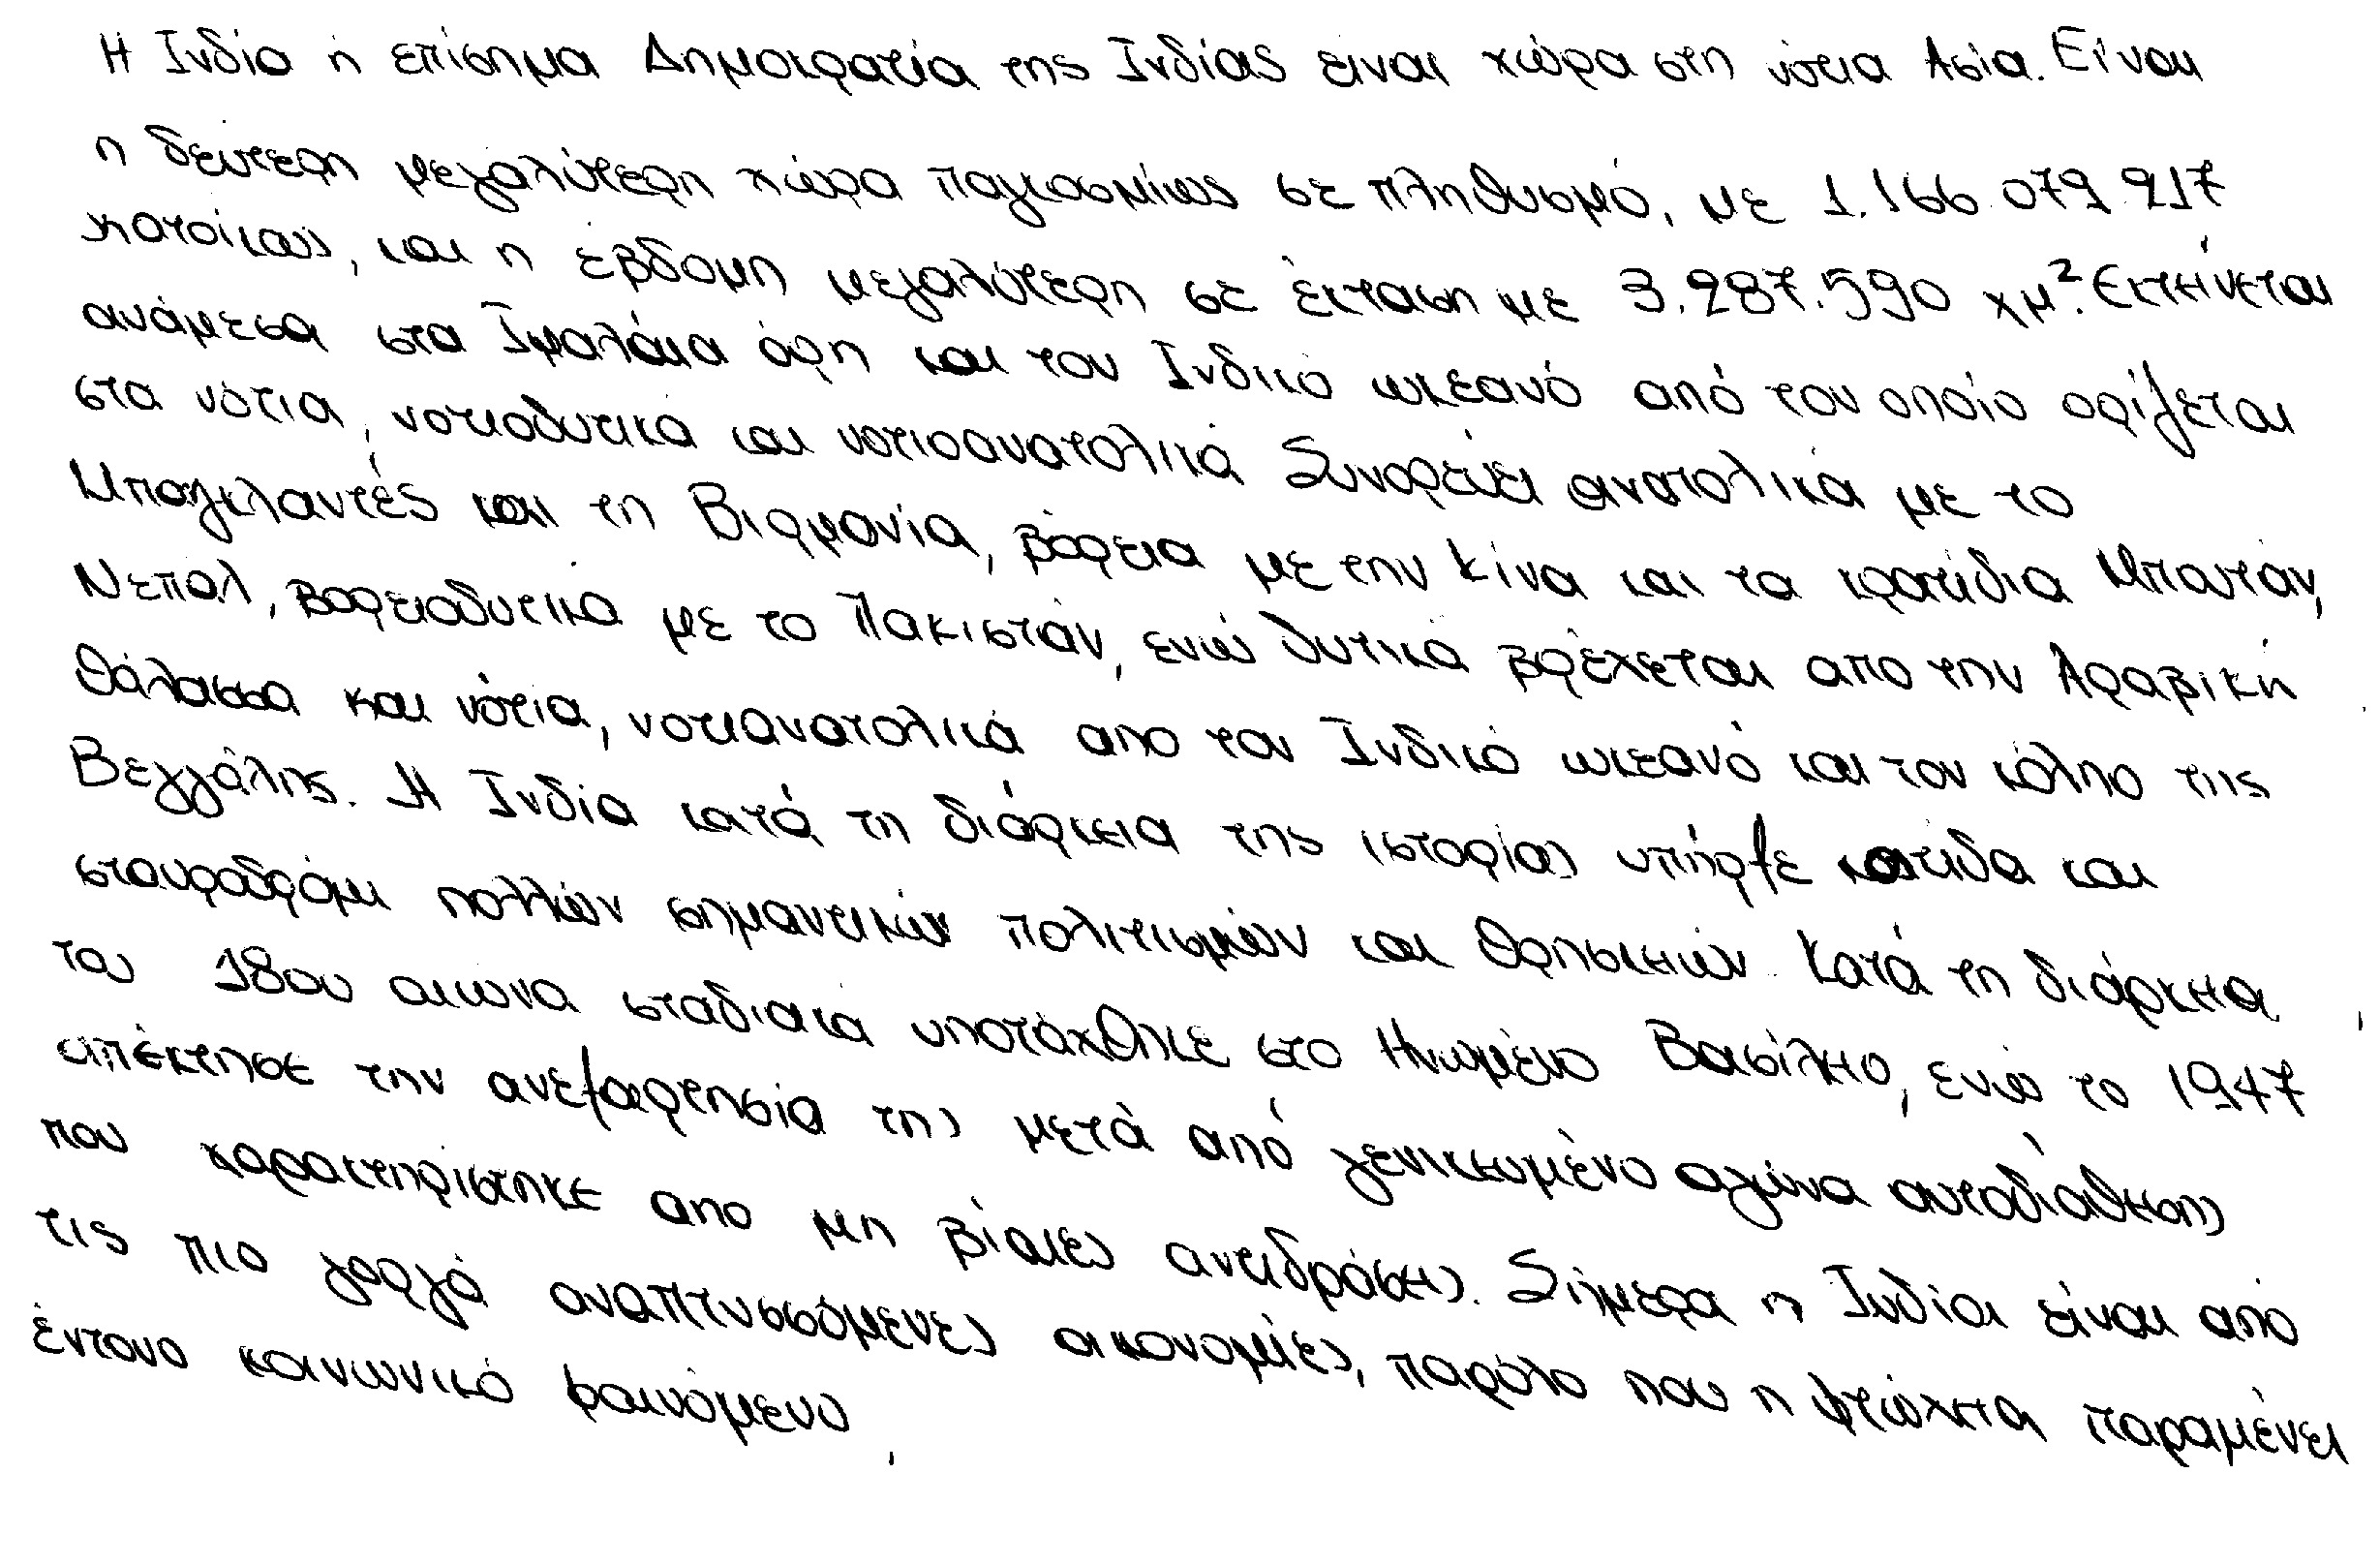 Η Ινδία ή επίσημα Δημοκρατία της Ινδίας είναι χώρα στη νότια Ασία. Είναι
η δεύτερη μεγαλύτερη χώρα παγκοσμίως σε πληθυσμό, με 1.166.079.217
κατοίκους, και η έβδομη μεγαλύτερη σε έκταση με 3.287.590 χμ². Εκτείνεται
ανάμεσα στα Ιμαλάια όρη και τον Ινδικό ωκεανό από τον οποίο ορίζεται
στα νότια, νοτιοδυτικά και νοτιοανατολικά Συνορεύει ανατολικά με το
Μπαγκλαντές και τη Βιρμανία, βόρεια με την Κίνα και τα κρατίδια Μπουτάν,
Νεπάλ, βορειοδυτικά με το Πακιστάν, ενώ δυτικά βρέχεται απο την Αραβική
θάλασσα και νότια, νοτιανατολικά απο τον Ινδικό ωκεανό και τον κόλπο της
Βεγγάλης. Η Ινδία κατά τη διάρκεια της ιστορίας υπήρξε κοιτίδα και
σταυροδρόμι πολλών σημαντικών πολιτισμών και θρησκειών. Κατά τη διάρκεια
του 18ου αιωνα σταδιακά υποτάχθηκε στο Ηνωμένο Βασίλειο, ενώ το 1947
απέκτησε την ανεξαρτησία της μετά από γενικευμένο αγώνα αυτοδιάθεσης
που χαρακτηρίστηκε απο μη βίαιες αντιδράσεις. Σήμερα η Ινδία είναι από
τις πιο γοργά αναπτυσσόμενες οικονομίες, παρόλο που η φτώχεια παραμένει
έντονο κοινωνικό φαινόμενο.